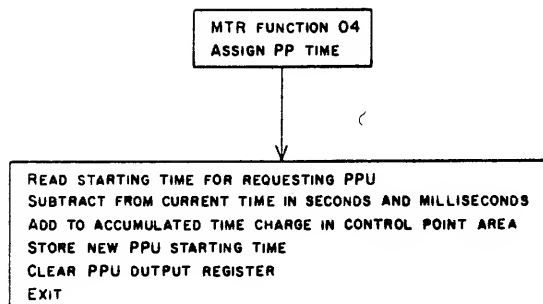 MTR FUNCTION 04
ASSIGN PP TIME
READ STARTING TIME FOR REQUESTING PPU
SUBTRACT FROM CURRENT TIME IN SECONDS AND MILLISECONDS
ADD TO ACCUMULATED TIME CHARGE IN CONTROL POINT AREA
STORE NEW PPU STARTING TIME
CLEAR PPU OUTPUT REGISTER
EXIT